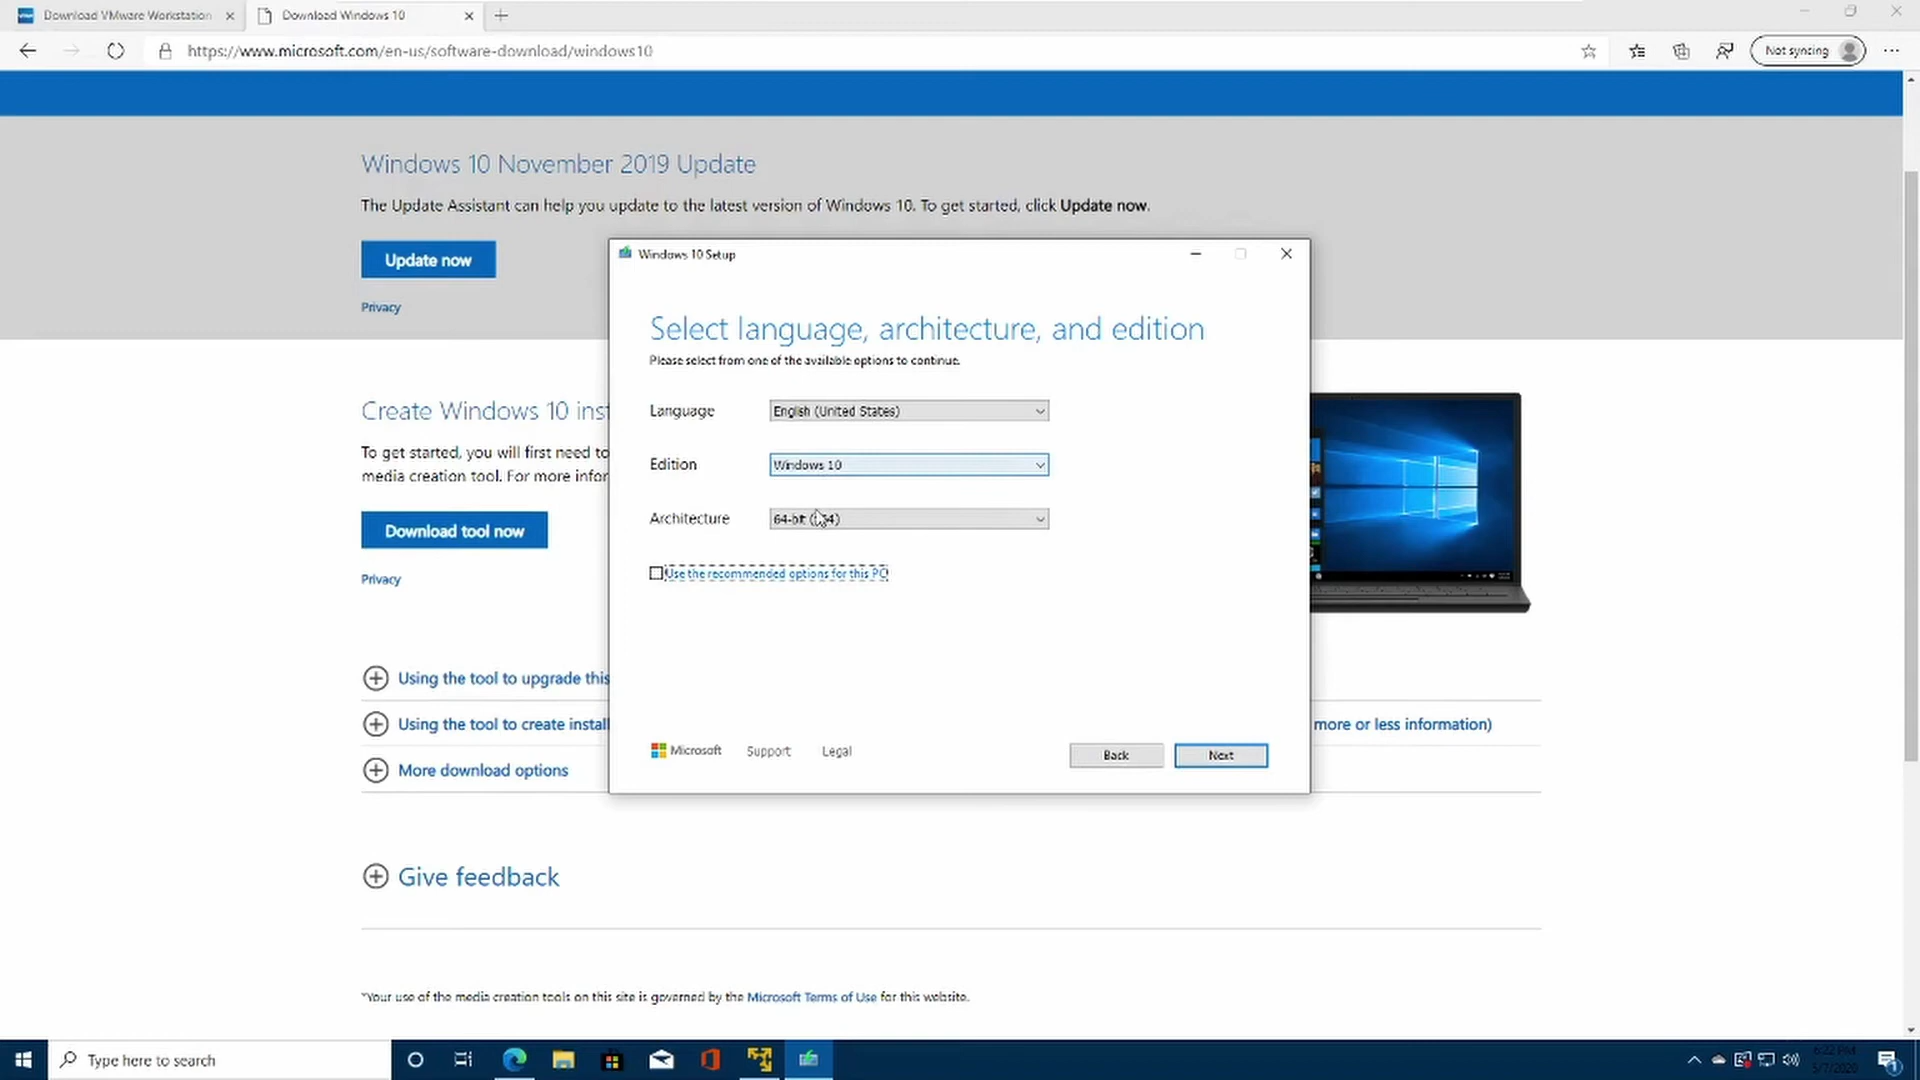 Download VMware Workstation
Download Windows 10
https://www.microsoft.com/en-us/software-download/windows10
Not syncing
Windows 10 November 2019 Update
The Update Assistant can help you update to the latest version of Windows 10. To get started, click Update now.
Update now
Privacy
Windows 10 Setup
Select language, architecture, and edition
Please select from one of the available options to continue.
Language
English (United States)
Edition
Windows 10
Architecture
64-bit
Use the recommended options for this PC
Microsoft
Support
Legal
Back
Next
Create Windows 10
To get started, you will first need to
media creation tool. For more
Download tool now
Privacy
Using the tool to upgrade this
Using the tool to create
more or less information)
More download options
Give feedback
*Your use of the media creation tools on this site is governed by the Microsoft Terms of Use for this website.
Type here to search
5/7/2020
1